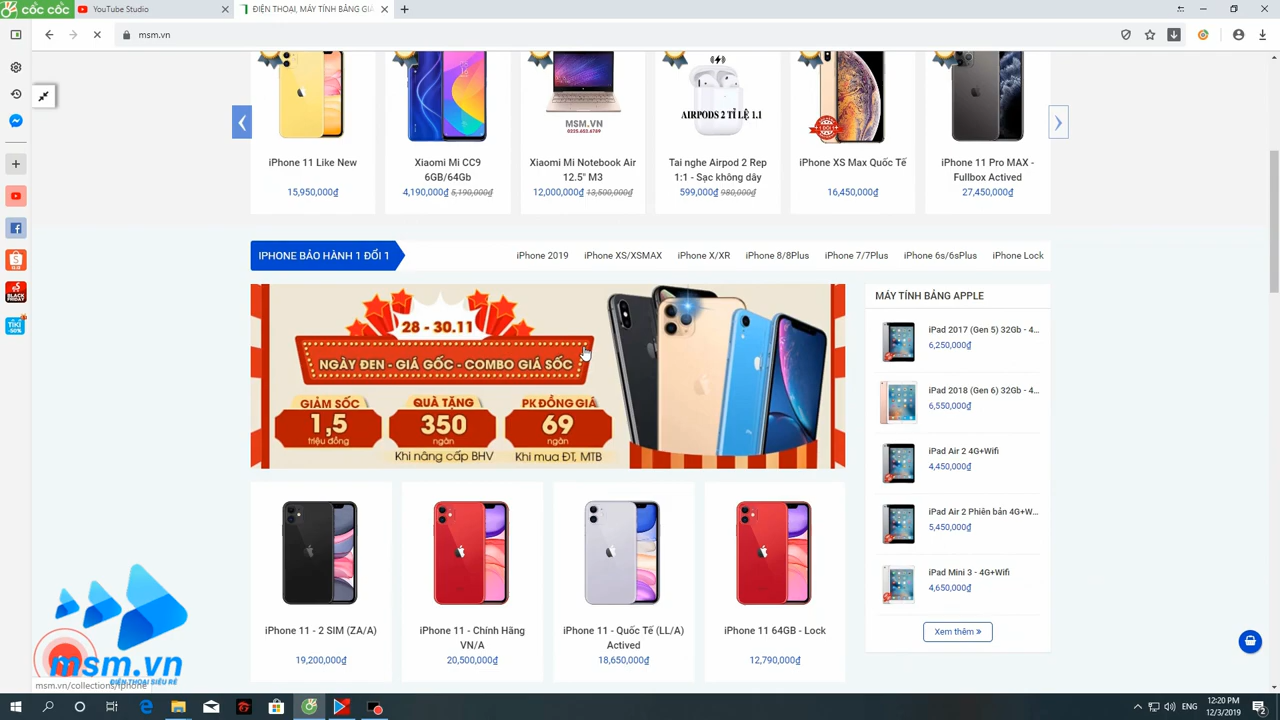 CỐC CỐC
YouTube Studio
ĐIỆN THOẠI, MÁY TÍNH BẢNG GIÁ
msm.vn
MSM.VN
0225.653.6789
AIRPODS 2 TỈ LỆ 1.1
iPhone 11 Like New
15,950,000₫
Xiaomi Mi CC9
6GB/64Gb
4,190,000₫ 5,190,000₫
Xiaomi Mi Notebook Air
12.5" M3
12,000,000₫ 13,500,000₫
Tai nghe Airpod 2 Rep
1:1 - Sạc không dây
599,000₫ 980,000₫
iPhone XS Max Quốc Tế
16,450,000₫
iPhone 11 Pro MAX -
Fullbox Actived
27,450,000₫
IPHONE BẢO HÀNH 1 ĐỔI 1
iPhone 2019
iPhone XS/XSMAX
iPhone X/XR
iPhone 8/8Plus
iPhone 7/7Plus
iPhone 6s/6sPlus
iPhone Lock
28 - 30.11
NGÀY ĐEN - GIÁ GỐC - COMBO GIÁ SỐC
GIẢM SỐC
1,5
triệu đồng
QUÀ TẶNG
350
ngàn
Khi nâng cấp BHV
PK ĐỒNG GIÁ
69
ngàn
Khi mua ĐT, MTB
MÁY TÍNH BẢNG APPLE
iPad 2017 (Gen 5) 32Gb - 4...
6,250,000₫
iPad 2018 (Gen 6) 32Gb - 4...
6,550,000₫
iPad Air 2 4G+Wifi
4,450,000₫
iPad Air 2 Phiên bản 4G+W...
5,450,000₫
iPad Mini 3 - 4G+Wifi
4,650,000₫
Xem thêm »
iPhone 11 - 2 SIM (ZA/A)
19,200,000₫
iPhone 11 - Chính Hãng
VN/A
20,500,000₫
iPhone 11 - Quốc Tế (LL/A)
Actived
18,650,000₫
iPhone 11 64GB - Lock
12,790,000₫
msm.vn
ĐIỆN THOẠI SIÊU RẺ
msm.vn/collections/iphone
ENG
12:20 PM
12/3/2019